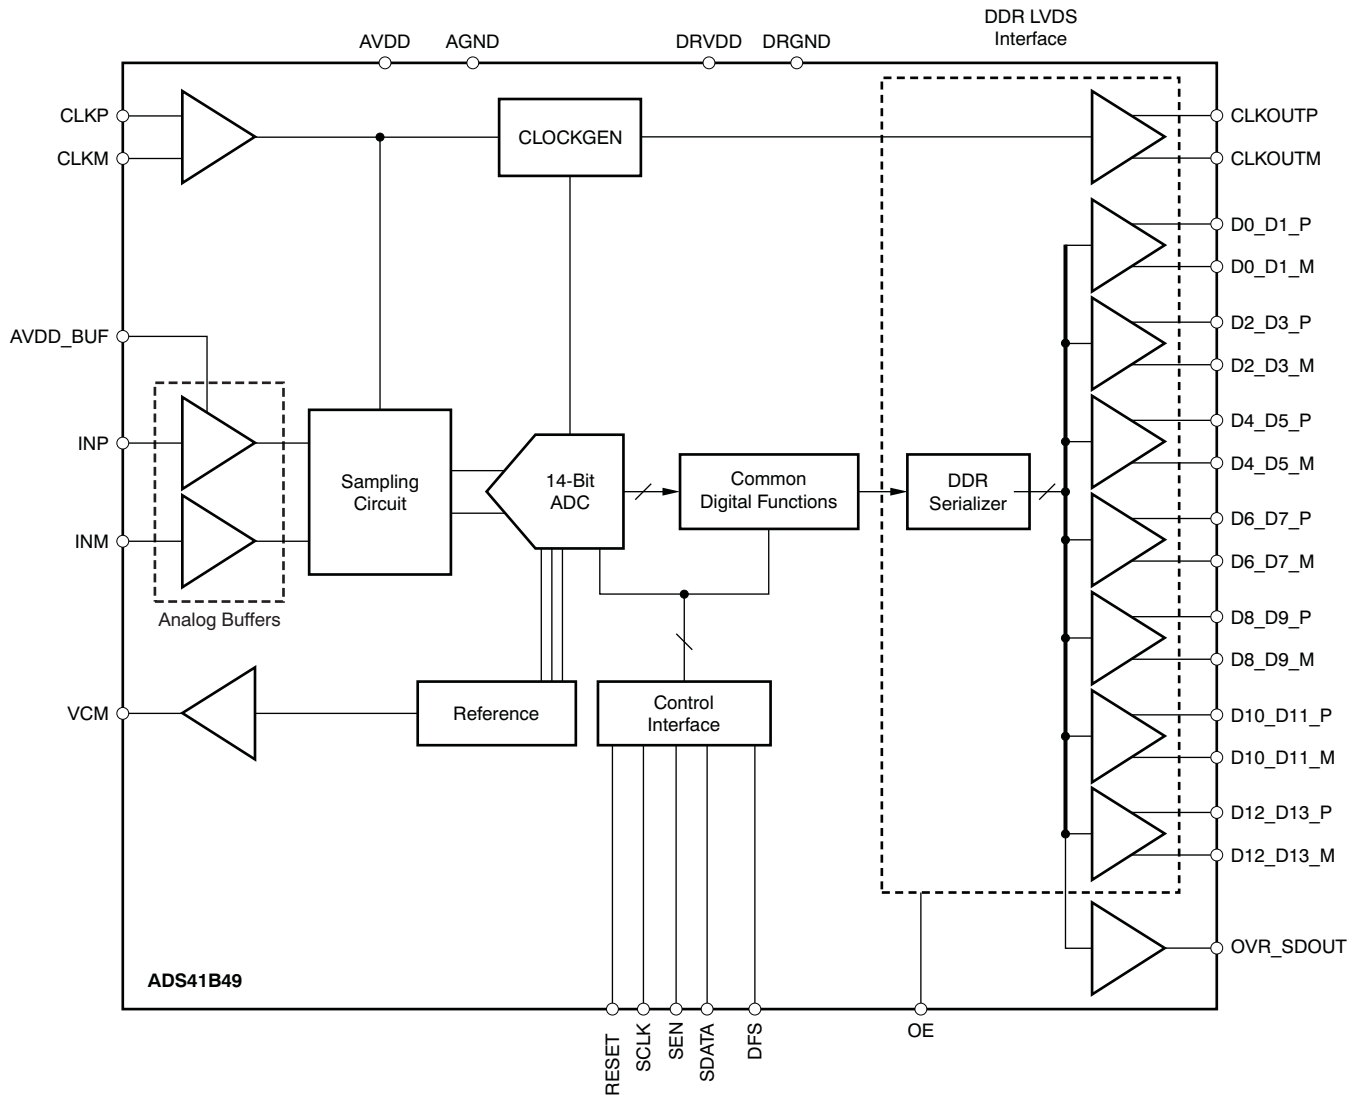 DDR LVDS
Interface
AVDD
AGND
DRVDD
DRGND
CLKP
CLKM
CLOCKGEN
CLKOUTP
CLKOUTM
D0_D1_P
D0_D1_M
AVDD_BUF
D2_D3_P
D2_D3_M
INP
INM
Analog Buffers
Sampling
Circuit
14-Bit
ADC
Common
Digital Functions
DDR
Serializer
D4_D5_P
D4_D5_M
D6_D7_P
D6_D7_M
D8_D9_P
D8_D9_M
VCM
Reference
Control
Interface
D10_D11_P
D10_D11_M
D12_D13_P
D12_D13_M
OVR_SDOUT
ADS41B49
RESET
SCLK
SEN
SDATA
DFS
OE